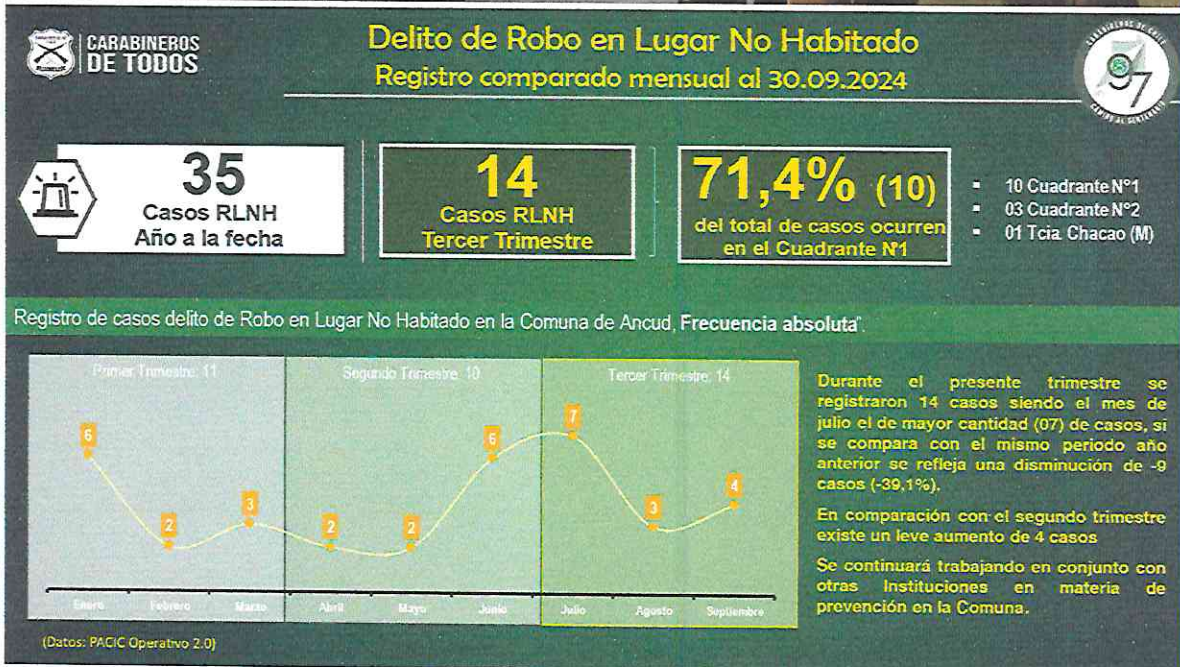 CARABINEROS
DE TODOS
Delito de Robo en Lugar No Habitado
Registro comparado mensual al 30.09.2024
CARABINEROS DE CHILE
97
CAMINO AL CENTENARIO
35
Casos RLNH
Año a la fecha
14
Casos RLNH
Tercer Trimestre
71,4% (10)
del total de casos ocurren
en el Cuadrante N°1
▪ 10 Cuadrante N°1
▪ 03 Cuadrante N°2
▪ 01 Tcia. Chacao (M)
Registro de casos delito de Robo en Lugar No Habitado en la Comuna de Ancud, Frecuencia absoluta".
Primer Trimestre: 11
Segundo Trimestre: 10
Tercer Trimestre: 14
6
2
3
2
2
6
7
3
4
Enero
Febrero
Marzo
Abril
Mayo
Junio
Julio
Agosto
Septiembre
Durante el presente trimestre se
registraron 14 casos siendo el mes de
julio el de mayor cantidad (07) de casos, si
se compara con el mismo periodo año
anterior se refleja una disminución de -9
casos (-39,1%).
En comparación con el segundo trimestre
existe un leve aumento de 4 casos
Se continuará trabajando en conjunto con
otras Instituciones en materia de
prevención en la Comuna.
(Datos: PACIC Operativo 2.0)